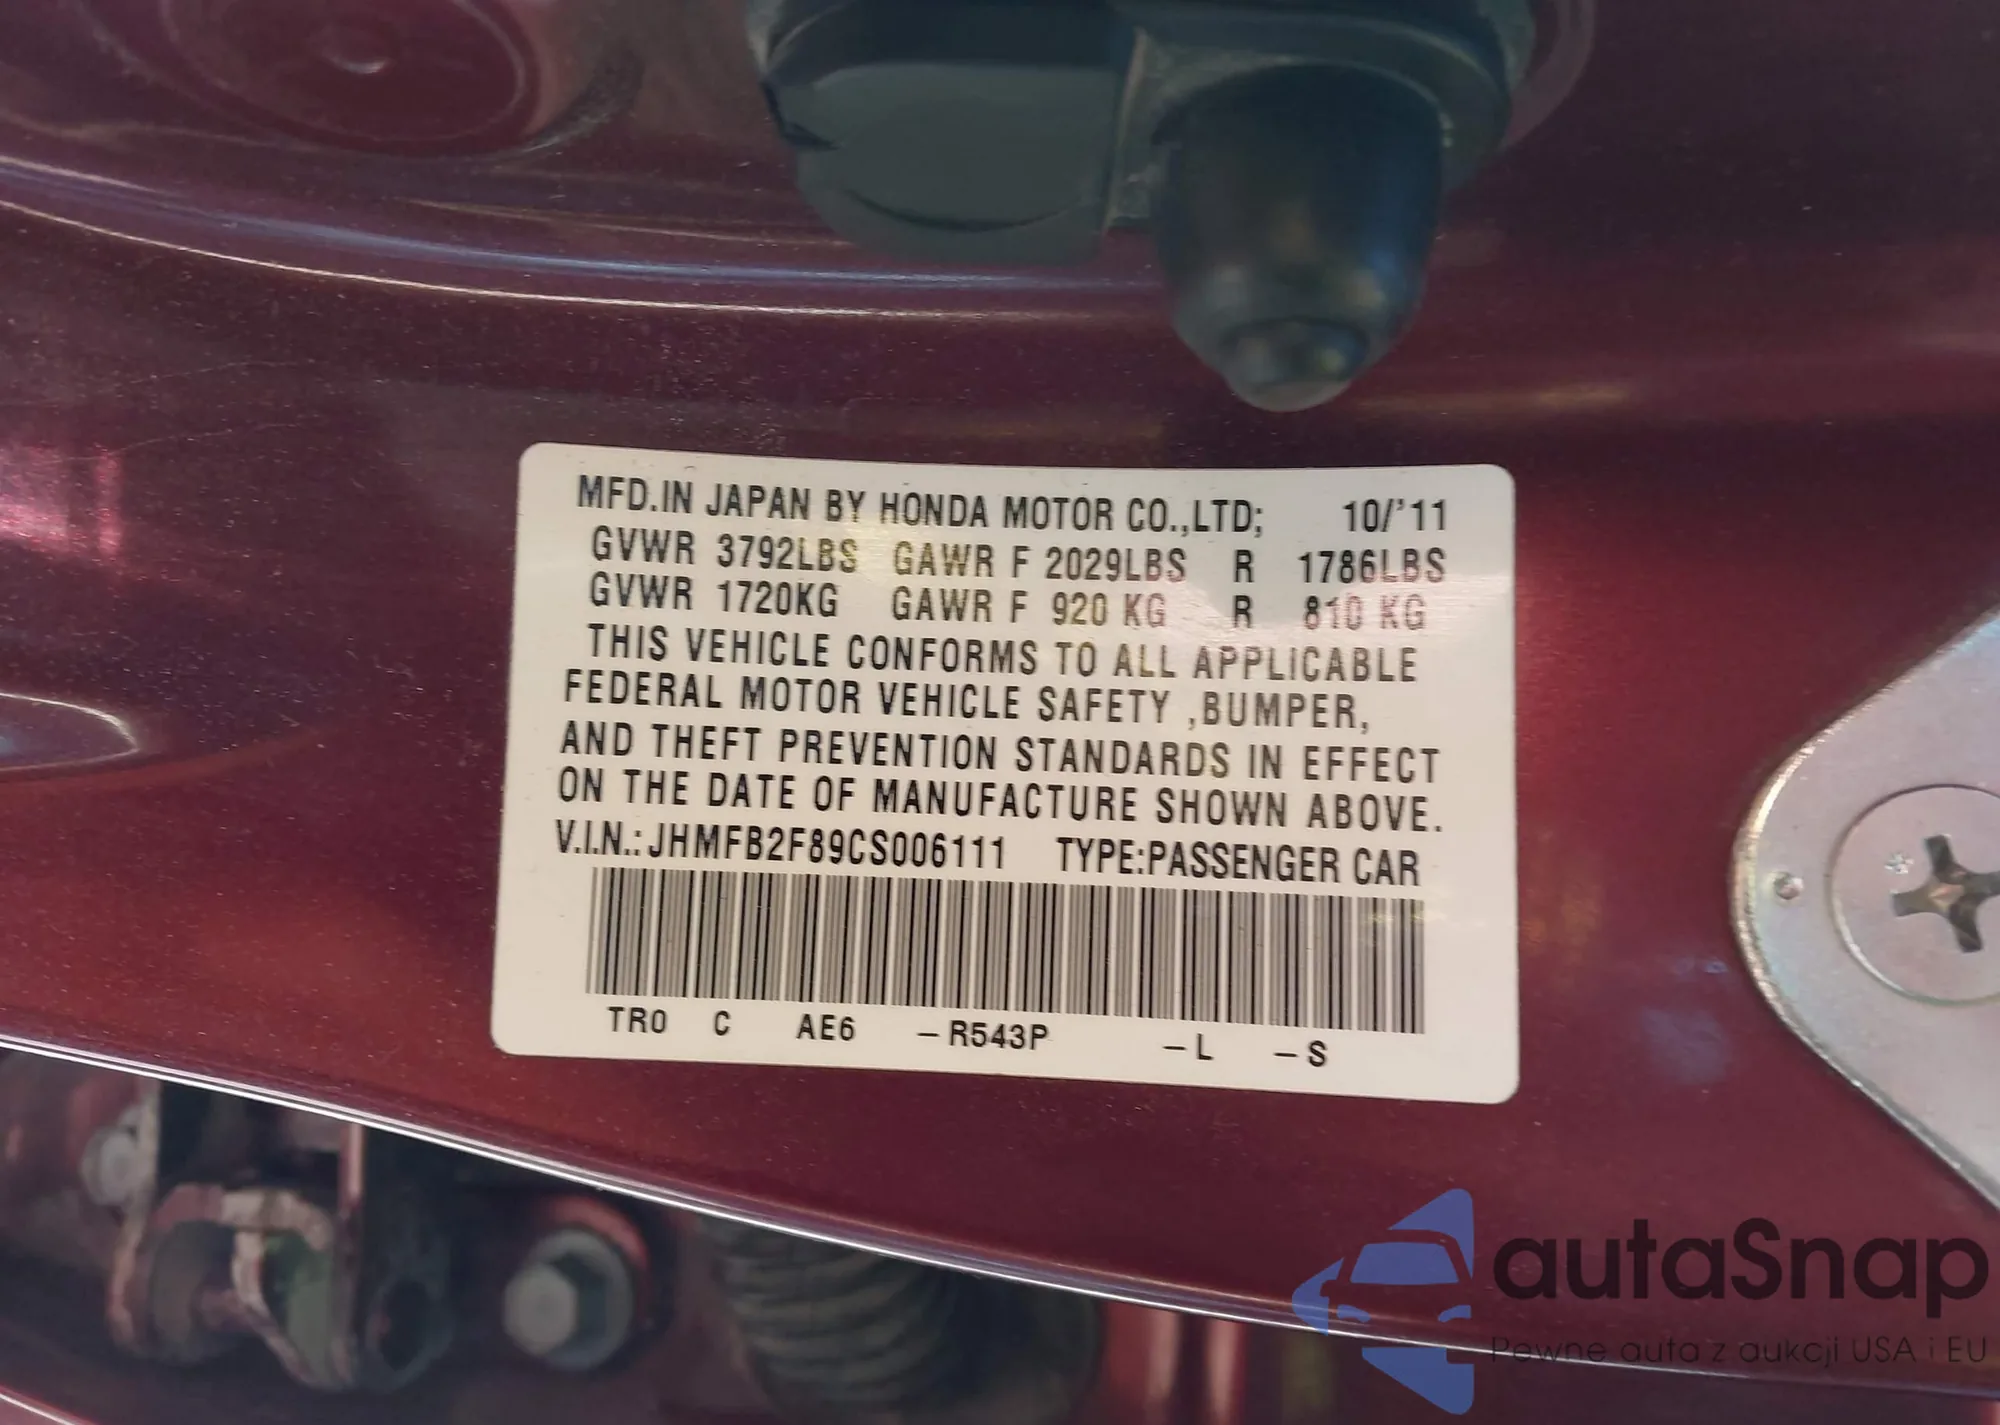 MFD.IN JAPAN BY HONDA MOTOR CO.,LTD; 10/'11
GVWR 3792LBS GAWR F 2029LBS R 1786LBS
GVWR 1720KG GAWR F 920 KG R 810 KG
THIS VEHICLE CONFORMS TO ALL APPLICABLE
FEDERAL MOTOR VEHICLE SAFETY ,BUMPER,
AND THEFT PREVENTION STANDARDS IN EFFECT
ON THE DATE OF MANUFACTURE SHOWN ABOVE.
V.I.N.: JHMFB2F89CS006111 TYPE:PASSENGER CAR
TR0 C AE6 –R543P –L –S
autaSnap
Pewne auta z aukcji USA i EU